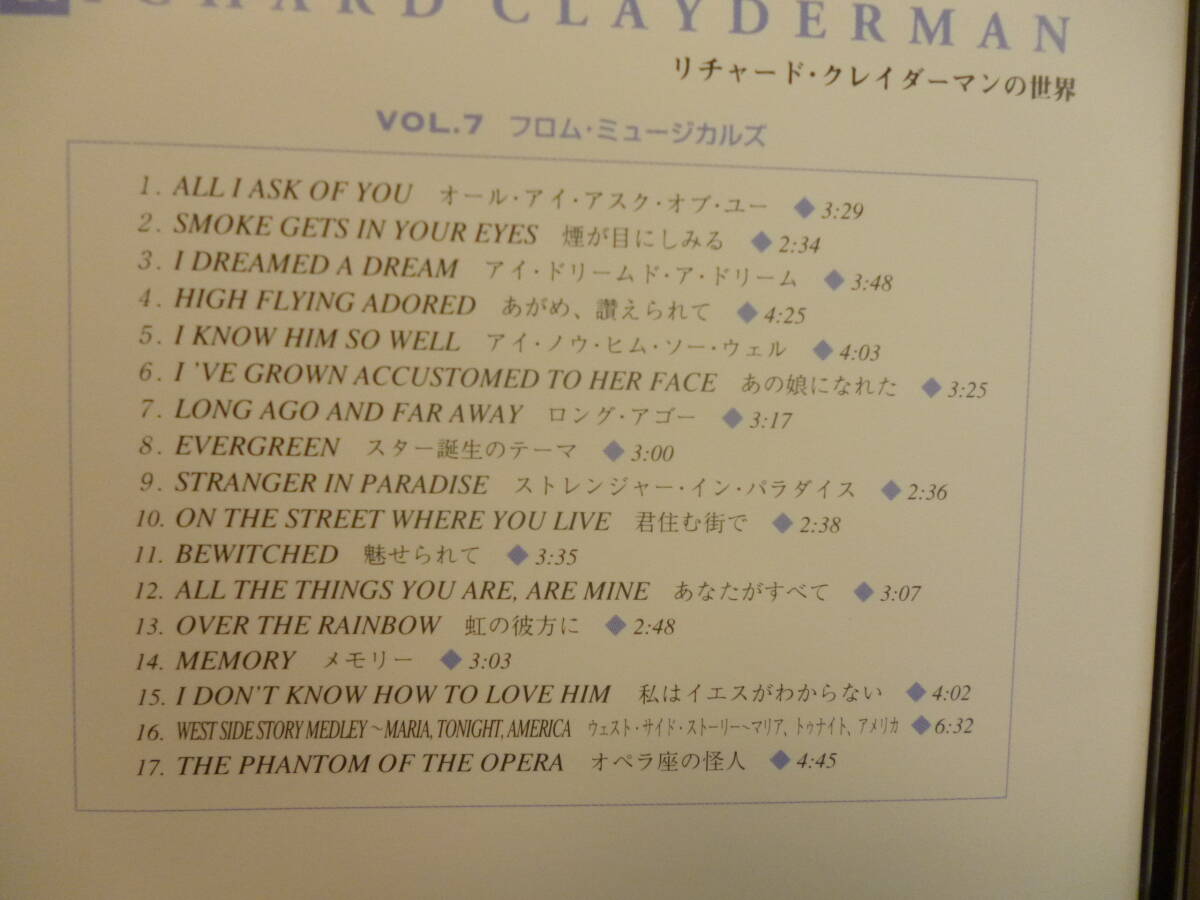 CHARD CLAYDERMAN
リチャード・クレイダーマンの世界
VOL.7 フロム・ミュージカルズ
1. ALL I ASK OF YOU オール・アイ・アスク・オブ・ユー ◆ 3:29
2. SMOKE GETS IN YOUR EYES 煙が目にしみる ◆ 2:34
3. I DREAMED A DREAM アイ・ドリームド・ア・ドリーム ◆ 3:48
4. HIGH FLYING ADORED あがめ、讃えられて ◆ 4:25
5. I KNOW HIM SO WELL アイ・ノウ・ヒム・ソー・ウェル ◆ 4:03
6. I 'VE GROWN ACCUSTOMED TO HER FACE あの娘になれた ◆ 3:25
7. LONG AGO AND FAR AWAY ロング・アゴー ◆ 3:17
8. EVERGREEN スター誕生のテーマ ◆ 3:00
9. STRANGER IN PARADISE ストレンジャー・イン・パラダイス ◆ 2:36
10. ON THE STREET WHERE YOU LIVE 君住む街で ◆ 2:38
11. BEWITCHED 魅せられて ◆ 3:35
12. ALL THE THINGS YOU ARE, ARE MINE あなたがすべて ◆ 3:07
13. OVER THE RAINBOW 虹の彼方に ◆ 2:48
14. MEMORY メモリー ◆ 3:03
15. I DON'T KNOW HOW TO LOVE HIM 私はイエスがわからない ◆ 4:02
16. WEST SIDE STORY MEDLEY ~MARIA, TONIGHT, AMERICA ウェスト・サイド・ストーリー~マリア、トゥナイト、アメリカ ◆ 6:32
17. THE PHANTOM OF THE OPERA オペラ座の怪人 ◆ 4:45